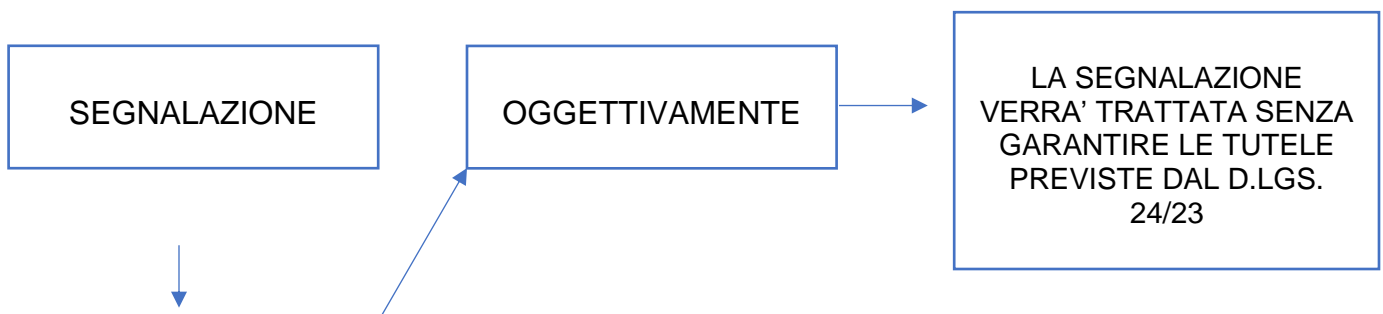 SEGNALAZIONE
OGGETTIVAMENTE
LA SEGNALAZIONE
VERRA’ TRATTATA SENZA
GARANTIRE LE TUTELE
PREVISTE DAL D.LGS.
24/23